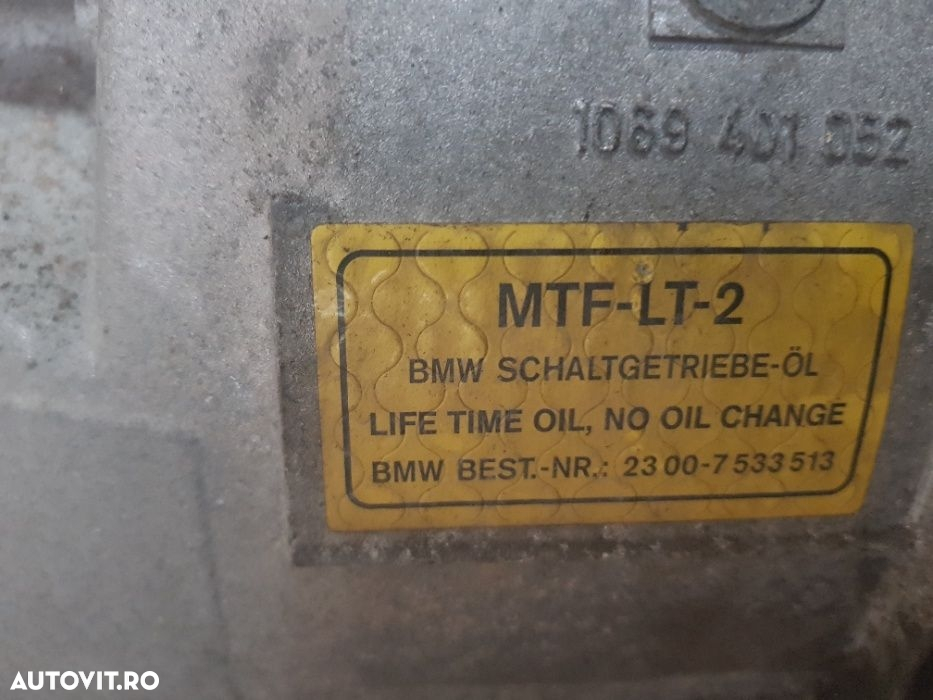 1069 401 052
MTF-LT-2
BMW SCHALTGETRIEBE-ÖL
LIFE TIME OIL, NO OIL CHANGE
BMW BEST.-NR.: 23 00-7 533 513
AUTOVIT.RO